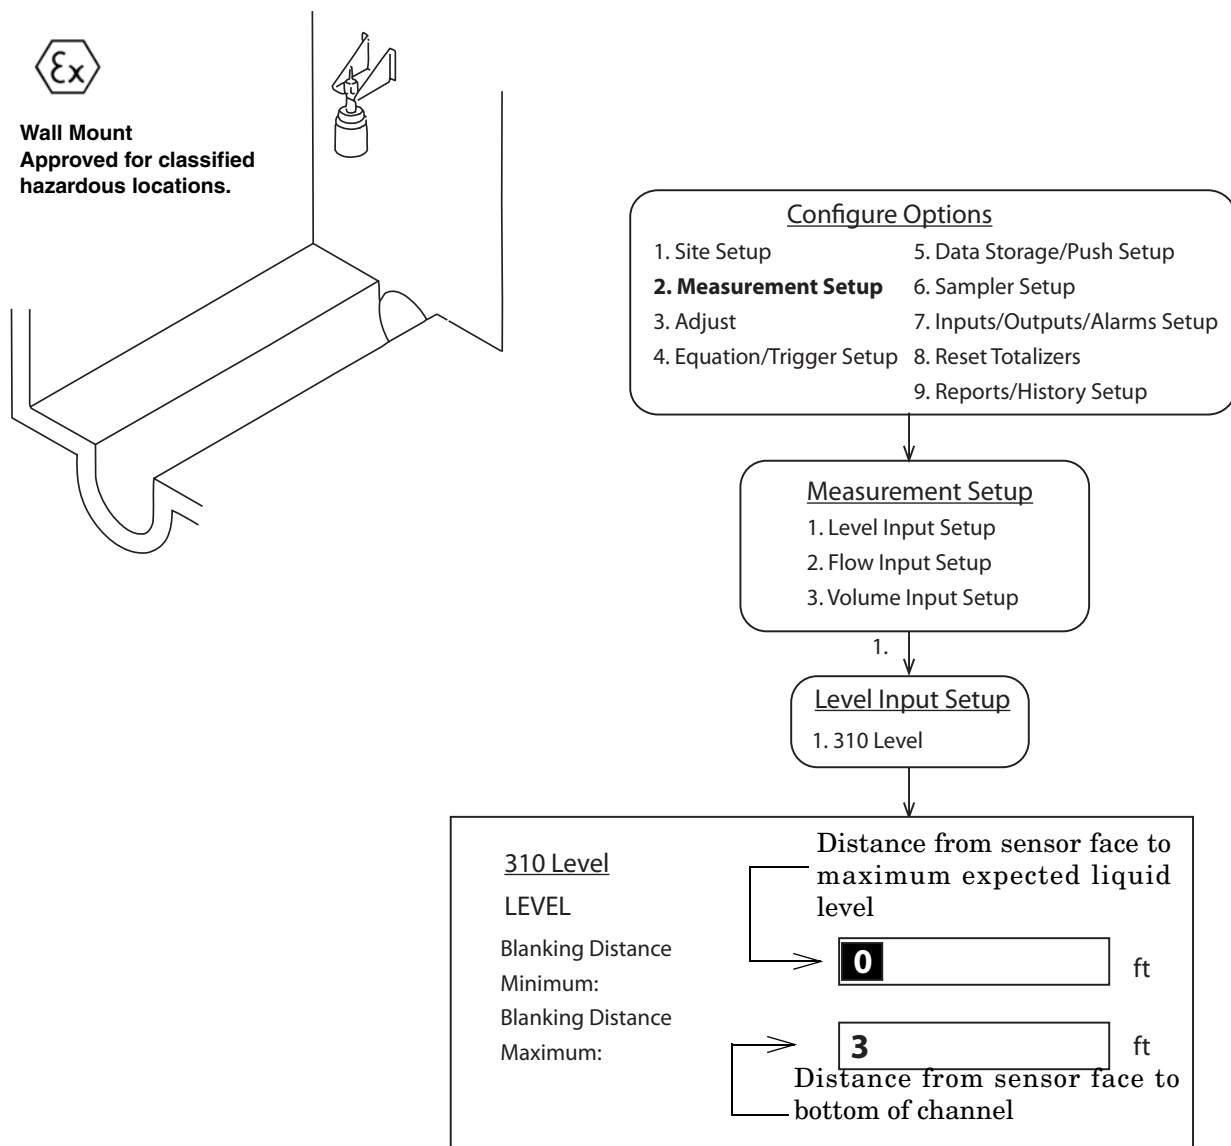 Ex
Wall Mount
Approved for classified
hazardous locations.
Configure Options
1. Site Setup
2. Measurement Setup
3. Adjust
4. Equation/Trigger Setup
5. Data Storage/Push Setup
6. Sampler Setup
7. Inputs/Outputs/Alarms Setup
8. Reset Totalizers
9. Reports/History Setup
Measurement Setup
1. Level Input Setup
2. Flow Input Setup
3. Volume Input Setup
1.
Level Input Setup
1. 310 Level
310 Level
LEVEL
Distance from sensor face to
maximum expected liquid
level
Blanking Distance
Minimum:
0 ft
Blanking Distance
Maximum:
3 ft
Distance from sensor face to
bottom of channel